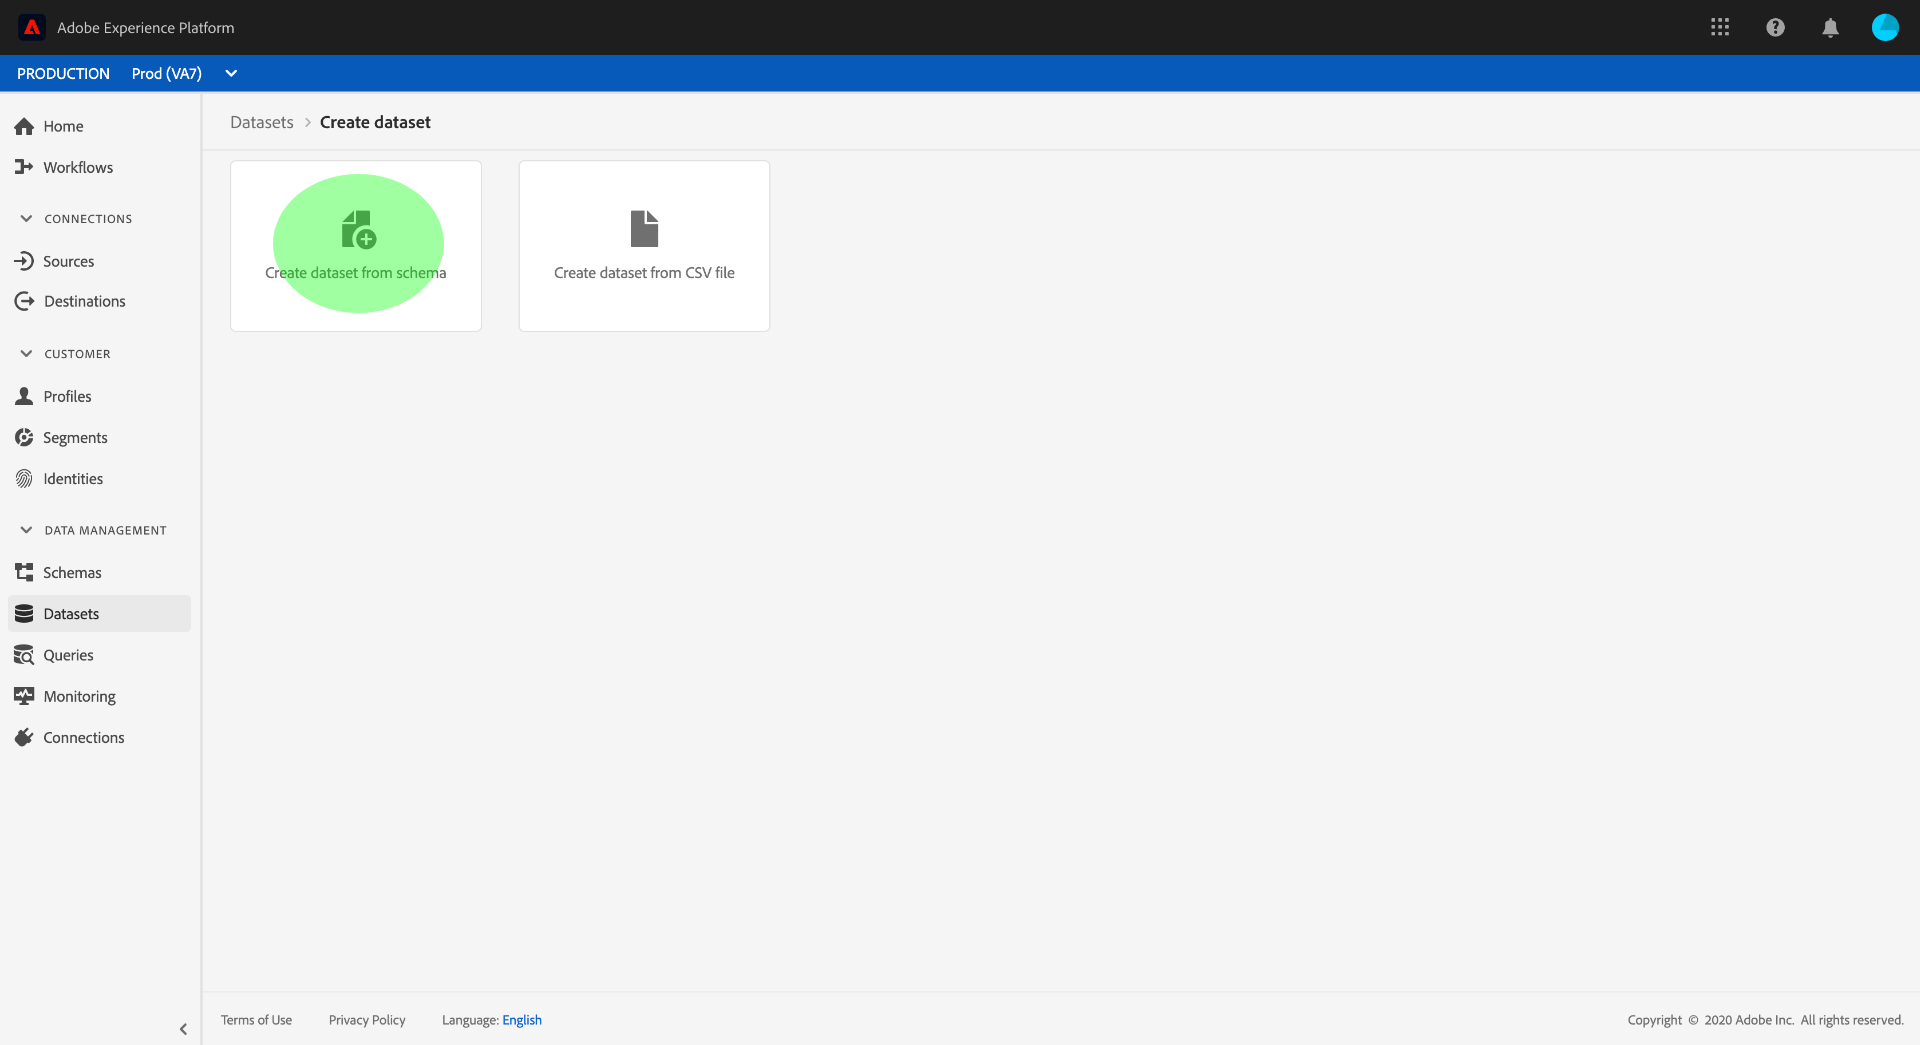 Adobe Experience Platform
PRODUCTION Prod (VA7)
Home
Workflows
CONNECTIONS
Sources
Destinations
CUSTOMER
Profiles
Segments
Identities
DATA MANAGEMENT
Schemas
Datasets
Queries
Monitoring
Connections
Datasets > Create dataset
Create dataset from schema
Create dataset from CSV file
Terms of Use Privacy Policy Language: English
Copyright © 2020 Adobe Inc. All rights reserved.